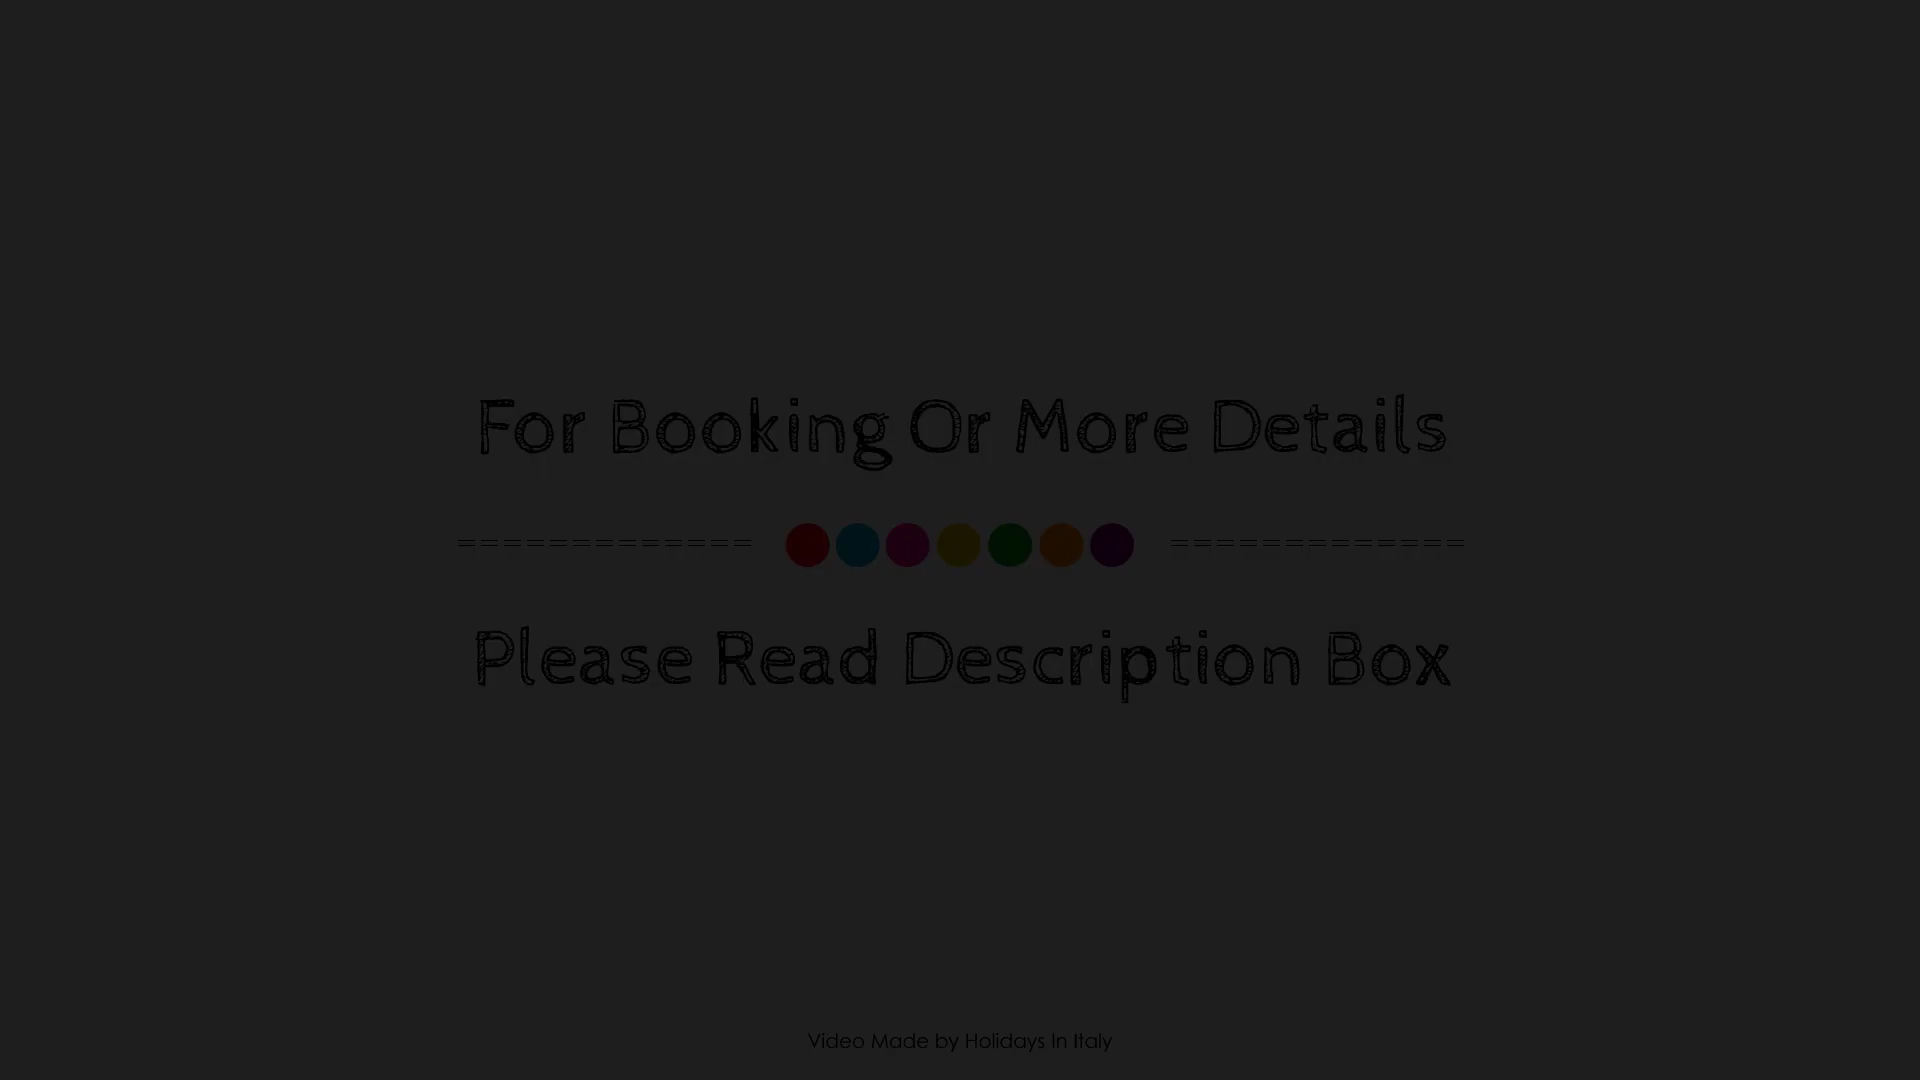 For Booking Or More Details
============= =============
Please Read Description Box
Video Made by Holidays In Italy